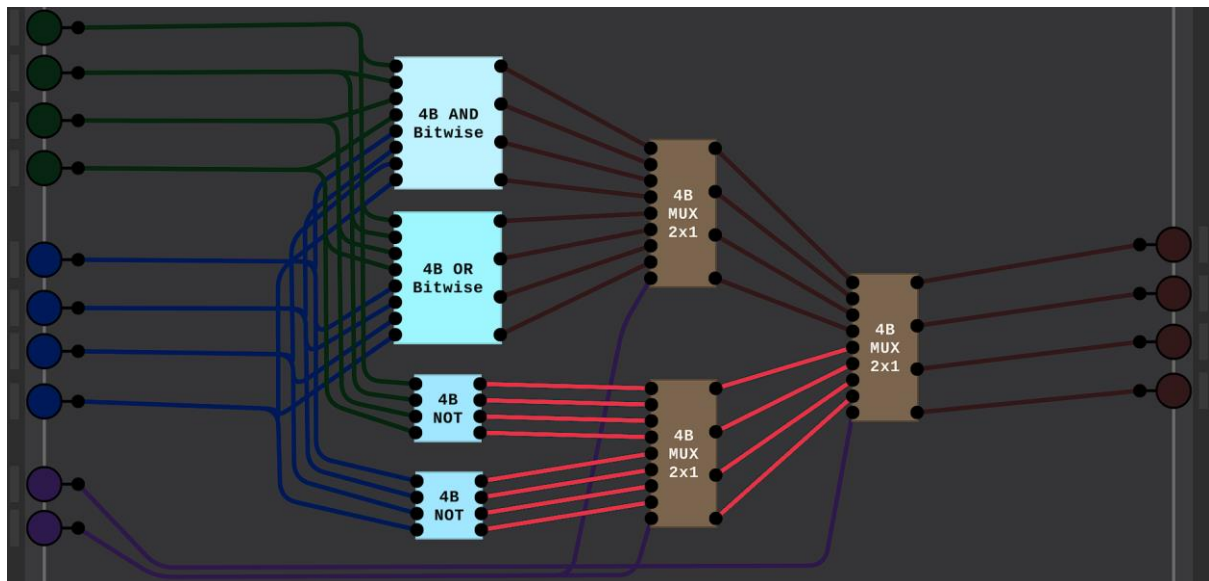 4B AND
Bitwise
4B OR
Bitwise
4B
NOT
4B
NOT
4B
MUX
2x1
4B
MUX
2x1
4B
MUX
2x1